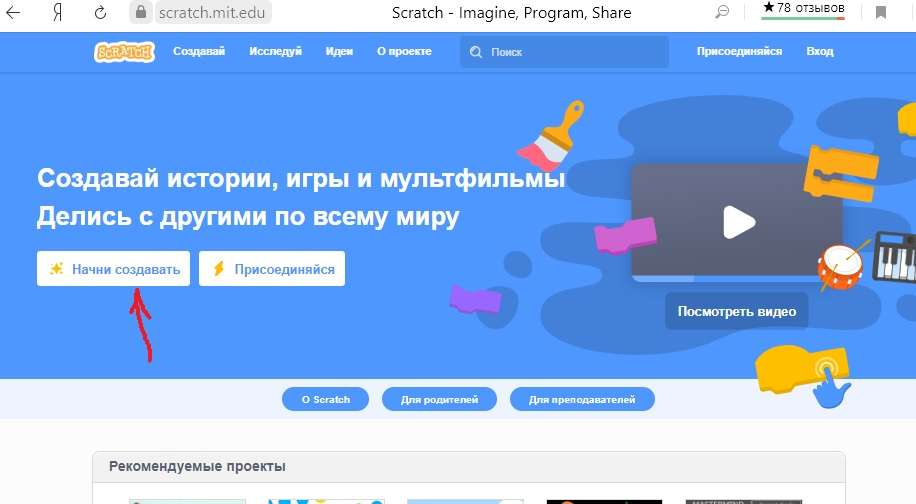 Я scratch.mit.edu Scratch - Imagine, Program, Share ★ 78 отзывов
SCRATCH Создавай Исследуй Идеи О проекте Поиск Присоединяйся Вход
Создавай истории, игры и мультфильмы
Делись с другими по всему миру
Начни создавать Присоединяйся
Посмотреть видео
О Scratch Для родителей Для преподавателей
Рекомендуемые проекты
MASTERMIND